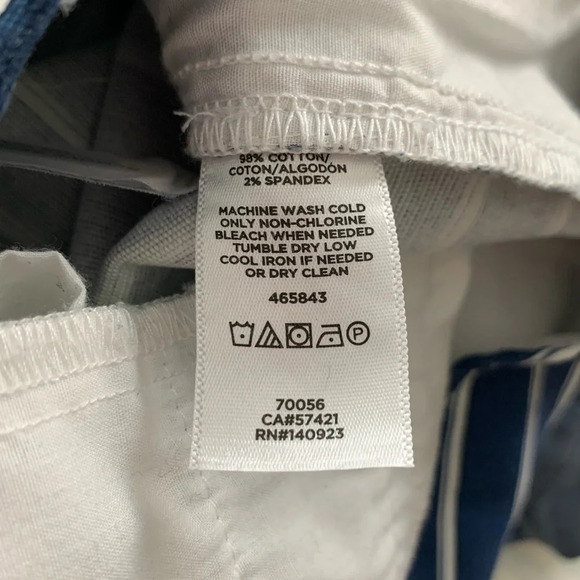 98% COTTON/
COTON/ALGODÓN
2% SPANDEX
MACHINE WASH COLD
ONLY NON-CHLORINE
BLEACH WHEN NEEDED
TUMBLE DRY LOW
COOL IRON IF NEEDED
OR DRY CLEAN
465843
P
70056
CA#57421
RN#140923